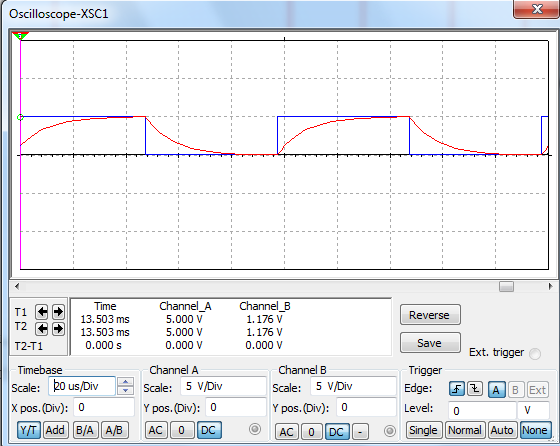 Oscilloscope-XSC1
Time Channel_A Channel_B
T1 13.503 ms 5.000 V 1.176 V
T2 13.503 ms 5.000 V 1.176 V
T2-T1 0.000 s 0.000 V 0.000 V
Reverse
Save
Ext. trigger
Timebase
Scale: 20 us/Div
X pos.(Div): 0
Y/T Add B/A A/B
Channel A
Scale: 5 V/Div
Y pos.(Div): 0
AC 0 DC
Channel B
Scale: 5 V/Div
Y pos.(Div): 0
AC 0 DC -
Trigger
Edge: A B Ext
Level: 0 V
Single Normal Auto None